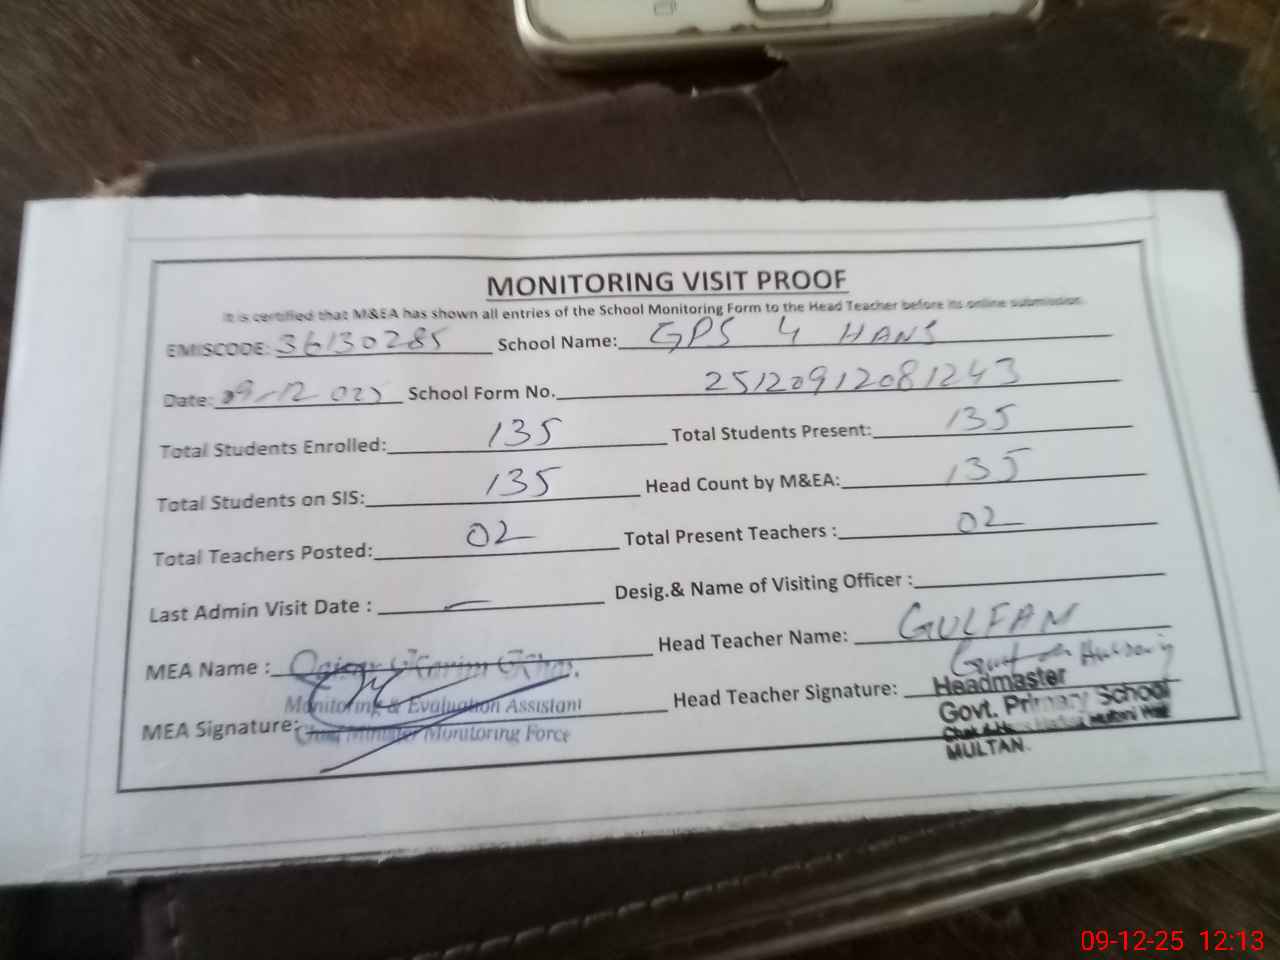 MONITORING VISIT PROOF
It is certified that M&EA has shown all entries of the School Monitoring Form to the Head Teacher before its online submission.
EMISCODE: 36130285 School Name: GPS 4 HANS
Date: 09-12-025 School Form No. 25120912081243
Total Students Enrolled: 135 Total Students Present: 135
Total Students on SIS: 135 Head Count by M&EA: 135
Total Teachers Posted: 02 Total Present Teachers : 02
Last Admin Visit Date : — Desig.& Name of Visiting Officer :
MEA Name : Head Teacher Name: GULFAM
Monitoring & Evaluation Assistant
MEA Signature: Head Teacher Signature:
Chief Minister Monitoring Force
Headmaster
Govt. Primary School
MULTAN.
09-12-25 12:13